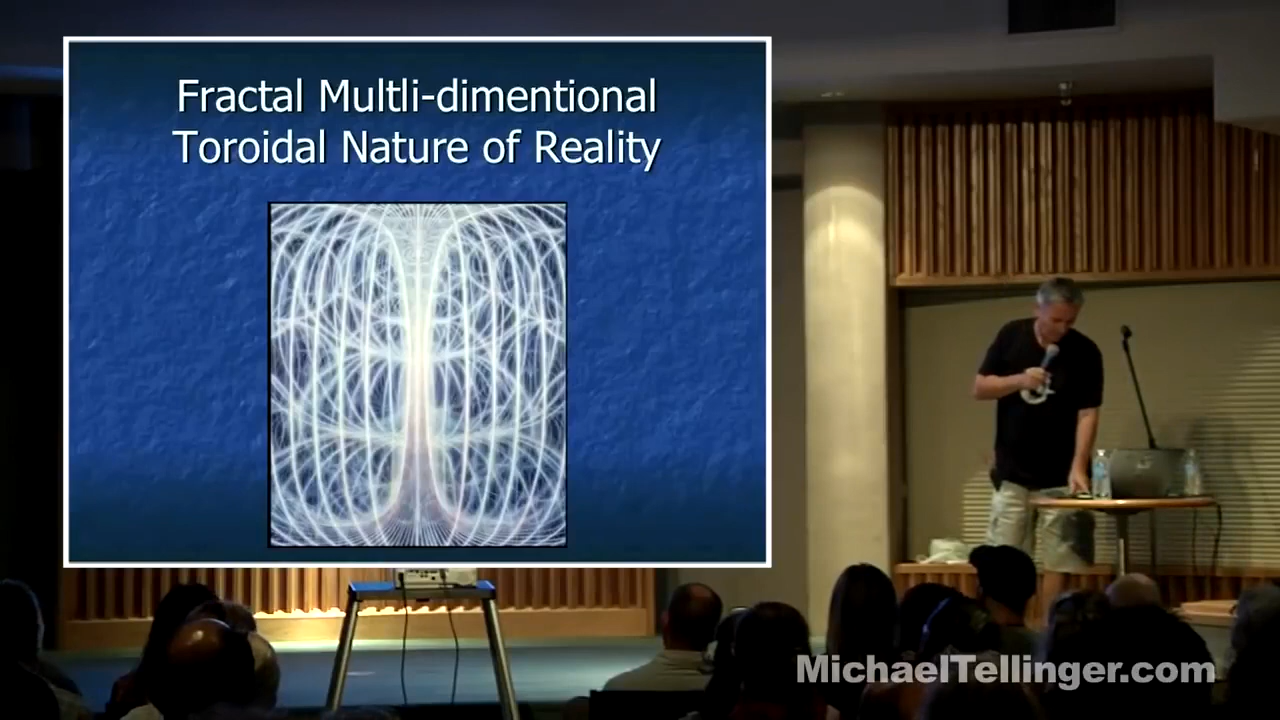 Fractal Multli-dimentional
Toroidal Nature of Reality
MichaelTellinger.com